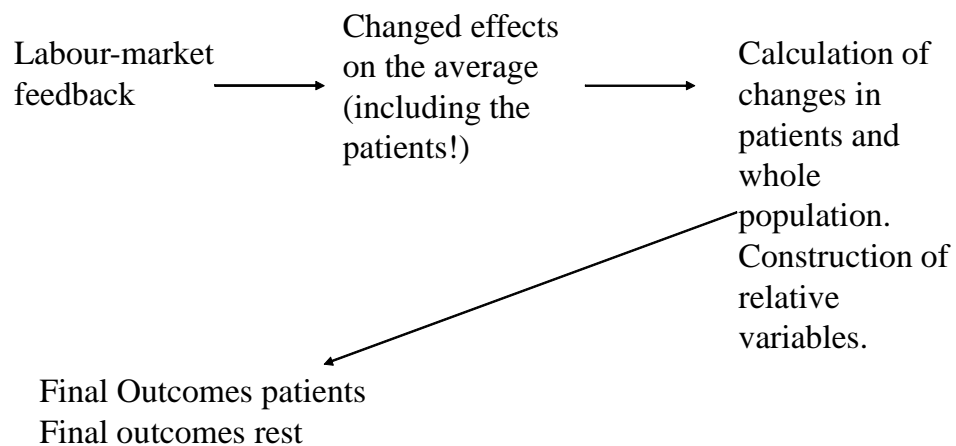 Labour-market
feedback
Changed effects
on the average
(including the
patients!)
Calculation of
changes in
patients and
whole
population.
Construction of
relative
variables.
Final Outcomes patients
Final outcomes rest